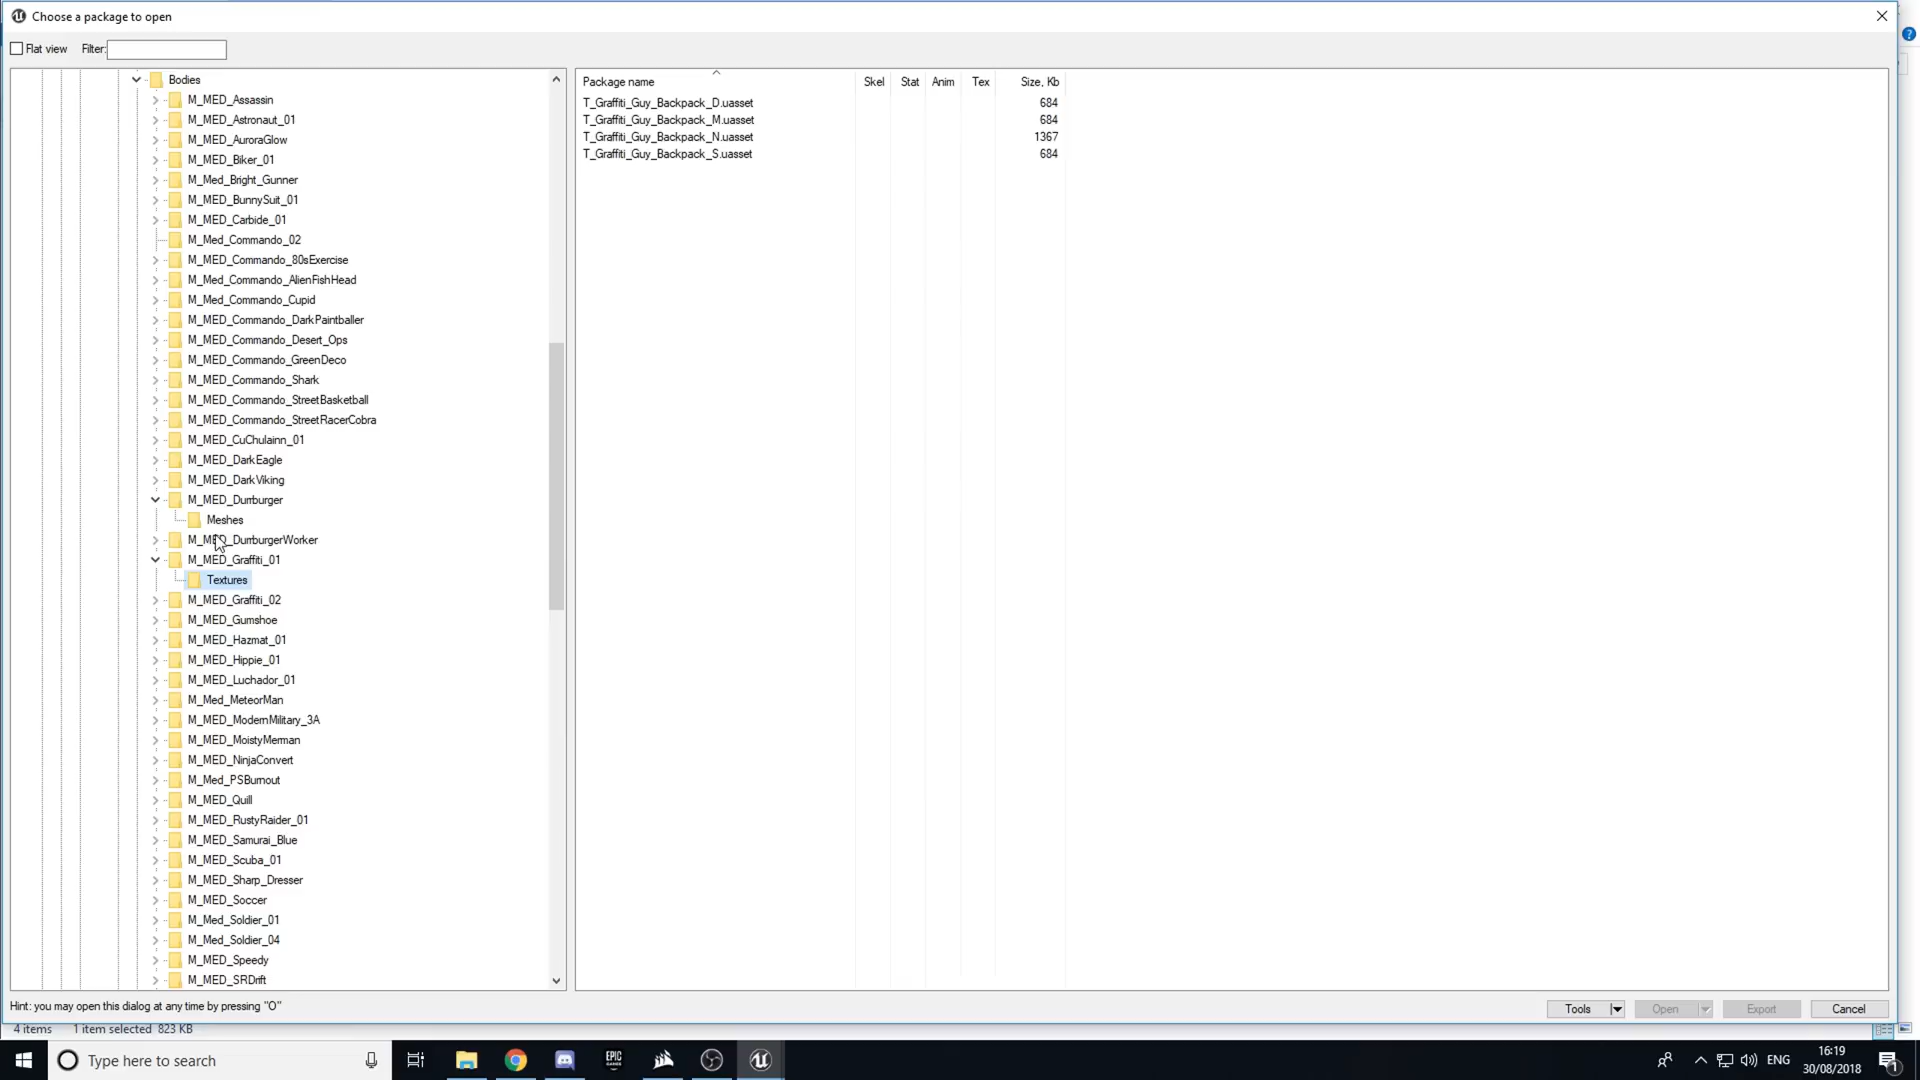 Choose a package to open
Flat view
Filter:
Bodies
M_MED_Assassin
M_MED_Astronaut_01
M_MED_AuroraGlow
M_MED_Biker_01
M_Med_Bright_Gunner
M_MED_BunnySuit_01
M_MED_Carbide_01
M_Med_Commando_02
M_MED_Commando_80sExercise
M_Med_Commando_AlienFishHead
M_Med_Commando_Cupid
M_MED_Commando_DarkPaintballer
M_MED_Commando_Desert_Ops
M_MED_Commando_GreenDeco
M_MED_Commando_Shark
M_MED_Commando_StreetBasketball
M_MED_Commando_StreetRacerCobra
M_MED_CuChulainn_01
M_MED_DarkEagle
M_MED_DarkViking
M_MED_Durrburger
Meshes
M_MED_DurrburgerWorker
M_MED_Graffiti_01
Textures
M_MED_Graffiti_02
M_MED_Gumshoe
M_MED_Hazmat_01
M_MED_Hippie_01
M_MED_Luchador_01
M_Med_MeteorMan
M_MED_ModernMilitary_3A
M_MED_MoistyMerman
M_MED_NinjaConvert
M_Med_PSBurnout
M_MED_Quill
M_MED_RustyRaider_01
M_MED_Samurai_Blue
M_MED_Scuba_01
M_MED_Sharp_Dresser
M_MED_Soccer
M_Med_Soldier_01
M_Med_Soldier_04
M_MED_Speedy
M_MED_SRDrift
Package name Skel Stat Anim Tex Size, Kb
T_Graffiti_Guy_Backpack_D.uasset 684
T_Graffiti_Guy_Backpack_M.uasset 684
T_Graffiti_Guy_Backpack_N.uasset 1367
T_Graffiti_Guy_Backpack_S.uasset 684
Hint: you may open this dialog at any time by pressing "O"
Tools Open Export Cancel
4 items 1 item selected 823 KB
Type here to search
EPIC GAMES
ENG
16:19
30/08/2018
1